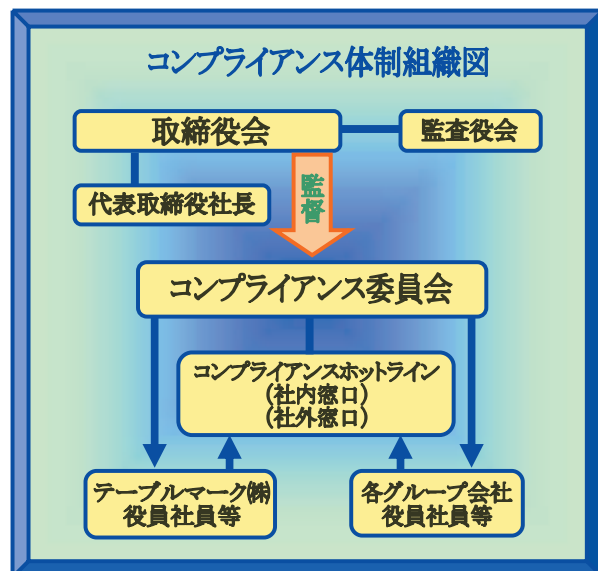 コンプライアンス体制組織図
取締役会
監査役会
代表取締役社長
監督
コンプライアンス委員会
コンプライアンスホットライン
(社内窓口)
(社外窓口)
テーブルマーク㈱
役員社員等
各グループ会社
役員社員等